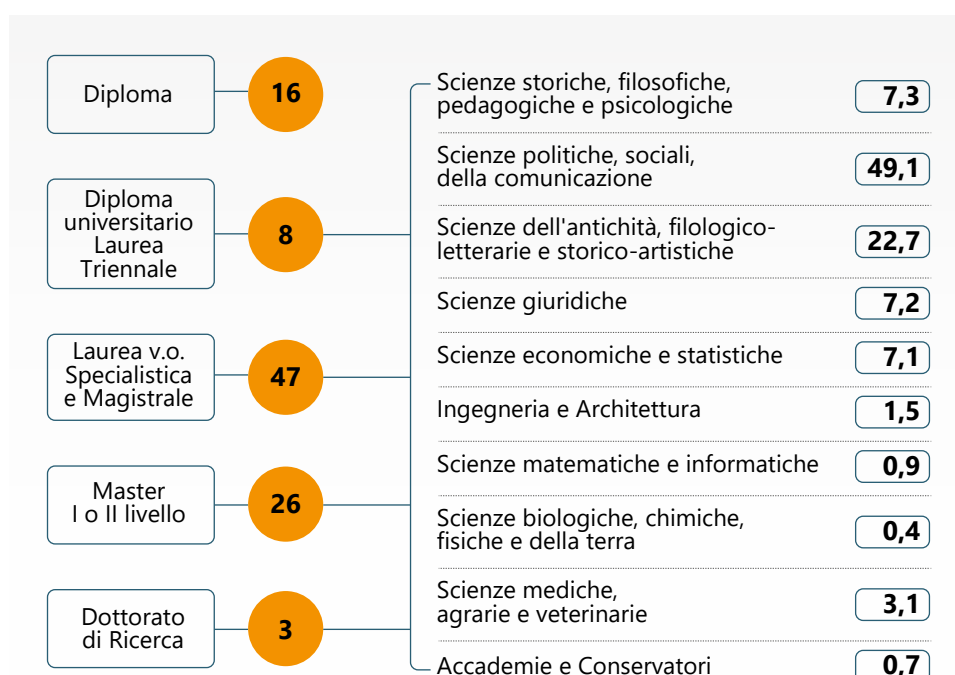 Diploma
16
Diploma
universitario
Laurea
Triennale
8
Laurea v.o.
Specialistica
e Magistrale
47
Master
I o II livello
26
Dottorato
di Ricerca
3
Scienze storiche, filosofiche,
pedagogiche e psicologiche
7,3
Scienze politiche, sociali,
della comunicazione
49,1
Scienze dell'antichità, filologico-
letterarie e storico-artistiche
22,7
Scienze giuridiche
7,2
Scienze economiche e statistiche
7,1
Ingegneria e Architettura
1,5
Scienze matematiche e informatiche
0,9
Scienze biologiche, chimiche,
fisiche e della terra
0,4
Scienze mediche,
agrarie e veterinarie
3,1
Accademie e Conservatori
0,7